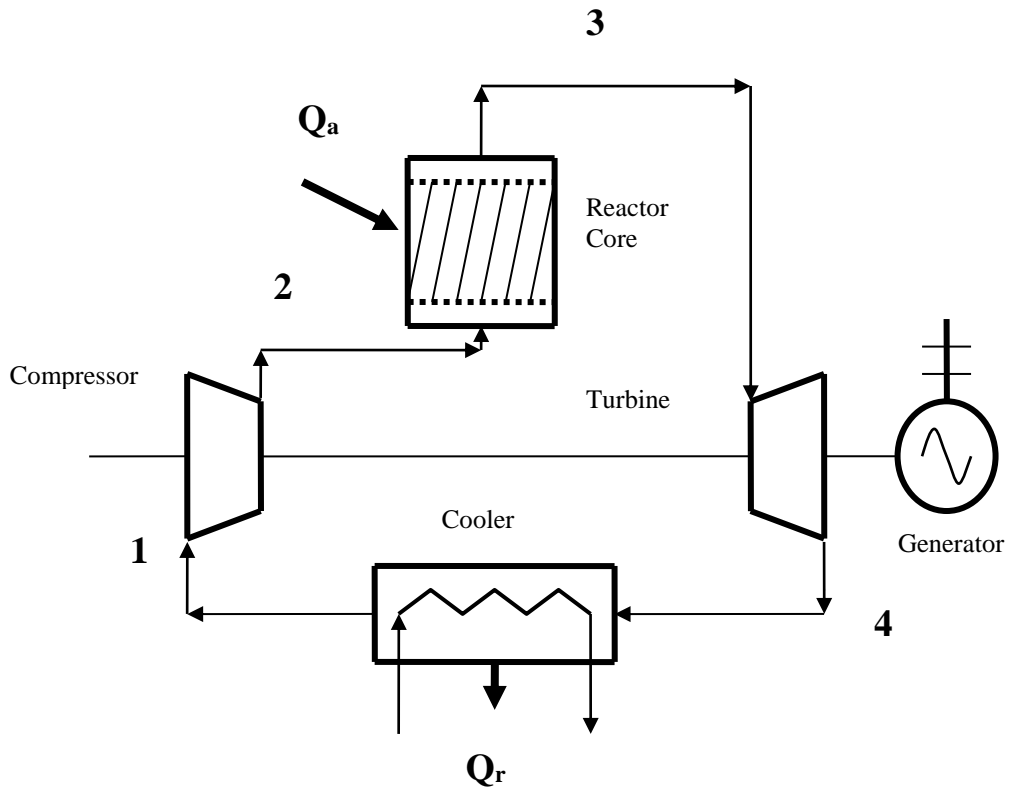 3
Qa
Reactor
Core
2
Compressor
Turbine
Cooler
1
Generator
4
Qr